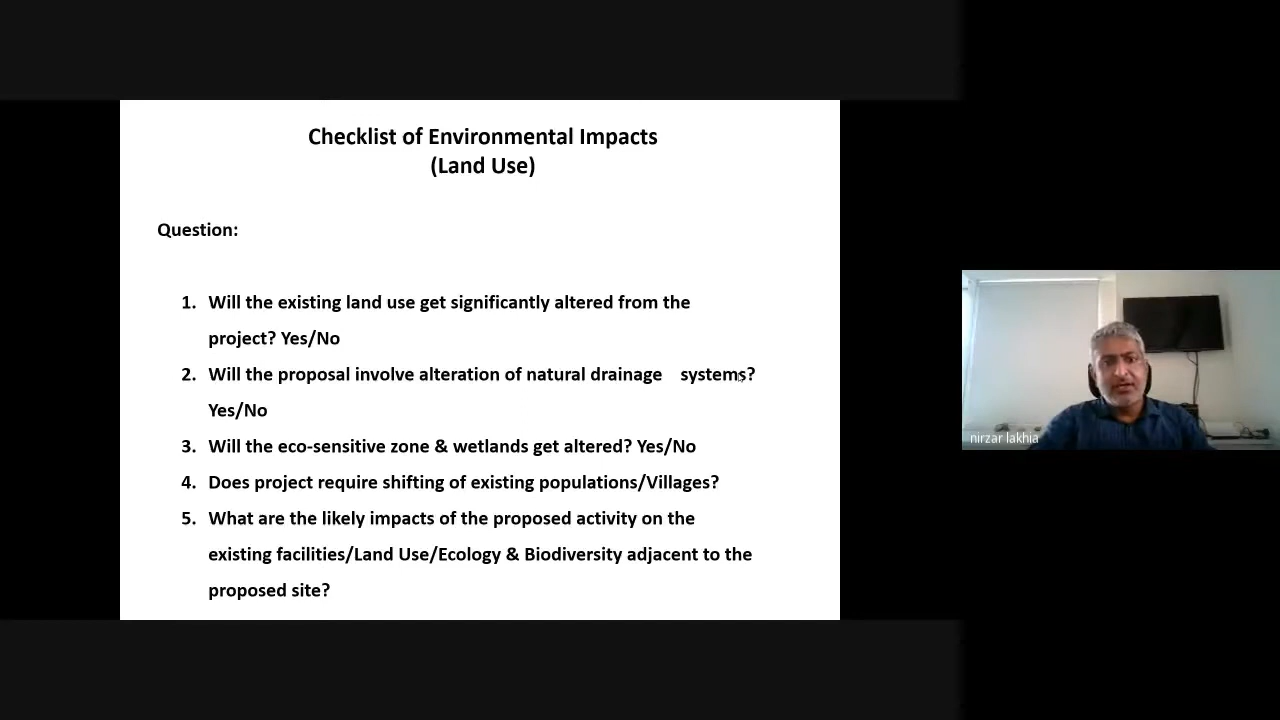 Checklist of Environmental Impacts
(Land Use)
Question:
1. Will the existing land use get significantly altered from the
project? Yes/No
2. Will the proposal involve alteration of natural drainage systems?
Yes/No
3. Will the eco-sensitive zone & wetlands get altered? Yes/No
4. Does project require shifting of existing populations/Villages?
5. What are the likely impacts of the proposed activity on the
existing facilities/Land Use/Ecology & Biodiversity adjacent to the
proposed site?
nirzar lakhia